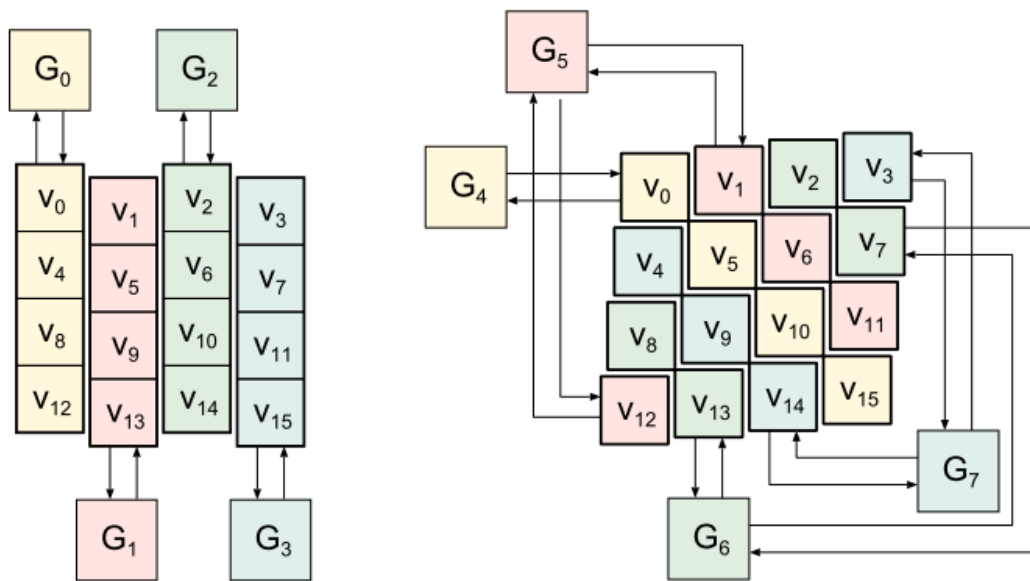 G₀ G₂
v₀ v₁ v₂ v₃
v₄ v₅ v₆ v₇
v₈ v₉ v₁₀ v₁₁
v₁₂ v₁₃ v₁₄ v₁₅
G₁ G₃
G₅
G₄
v₀ v₁ v₂ v₃
v₄ v₅ v₆ v₇
v₈ v₉ v₁₀ v₁₁
v₁₂ v₁₃ v₁₄ v₁₅
G₇
G₆